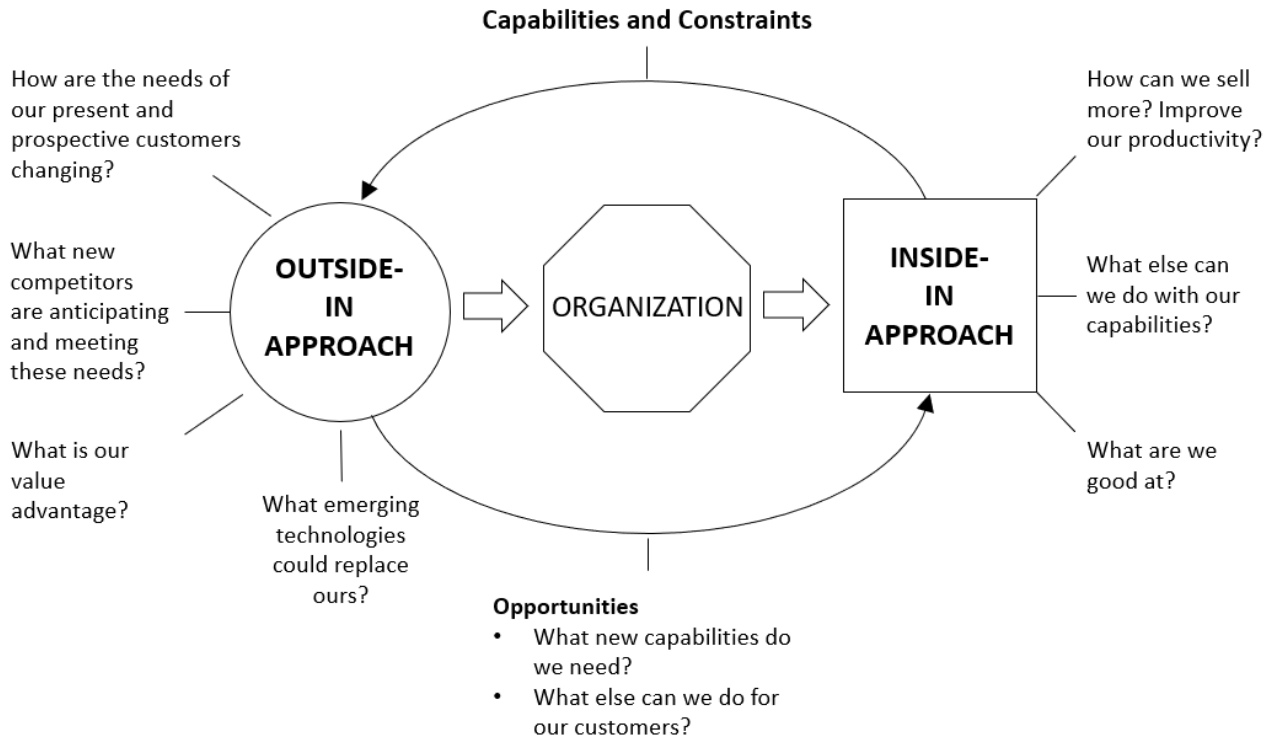 Capabilities and Constraints
How are the needs of
our present and
prospective customers
changing?
What new
competitors
are anticipating
and meeting
these needs?
What is our
value
advantage?
OUTSIDE-
IN
APPROACH
What emerging
technologies
could replace
ours?
ORGANIZATION
INSIDE-
IN
APPROACH
How can we sell
more? Improve
our productivity?
What else can
we do with our
capabilities?
What are we
good at?
Opportunities
• What new capabilities do
we need?
• What else can we do for
our customers?